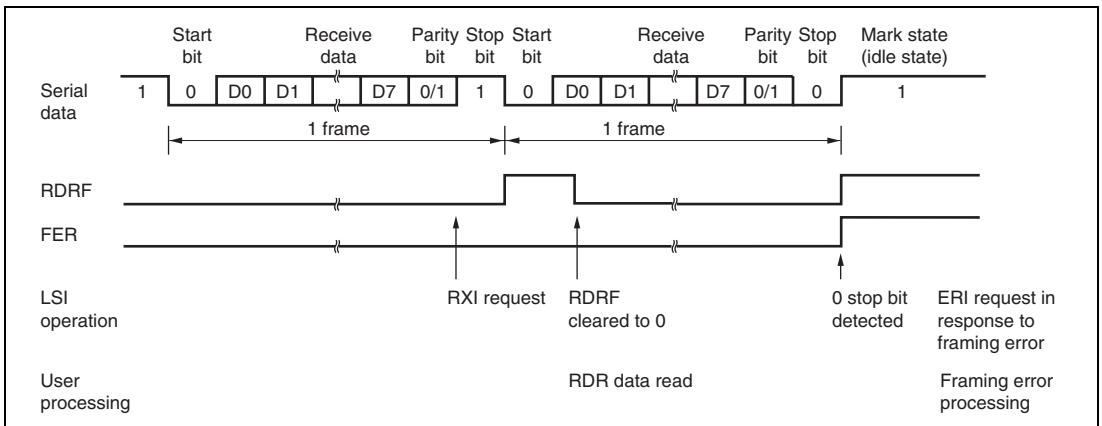 Start bit Receive data Parity bit Stop bit Start bit Receive data Parity bit Stop bit Mark state (idle state)
Serial data 1 0 D0 D1 D7 0/1 1 0 D0 D1 D7 0/1 0 1
1 frame 1 frame
RDRF
FER
LSI operation RXI request RDRF cleared to 0 0 stop bit detected ERI request in response to framing error
User processing RDR data read Framing error processing